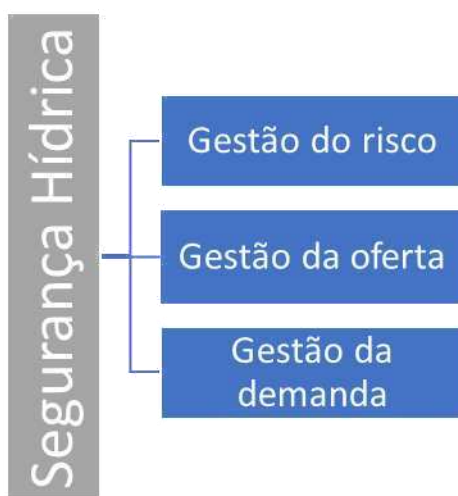 Segurança Hídrica
Gestão do risco
Gestão da oferta
Gestão da
demanda